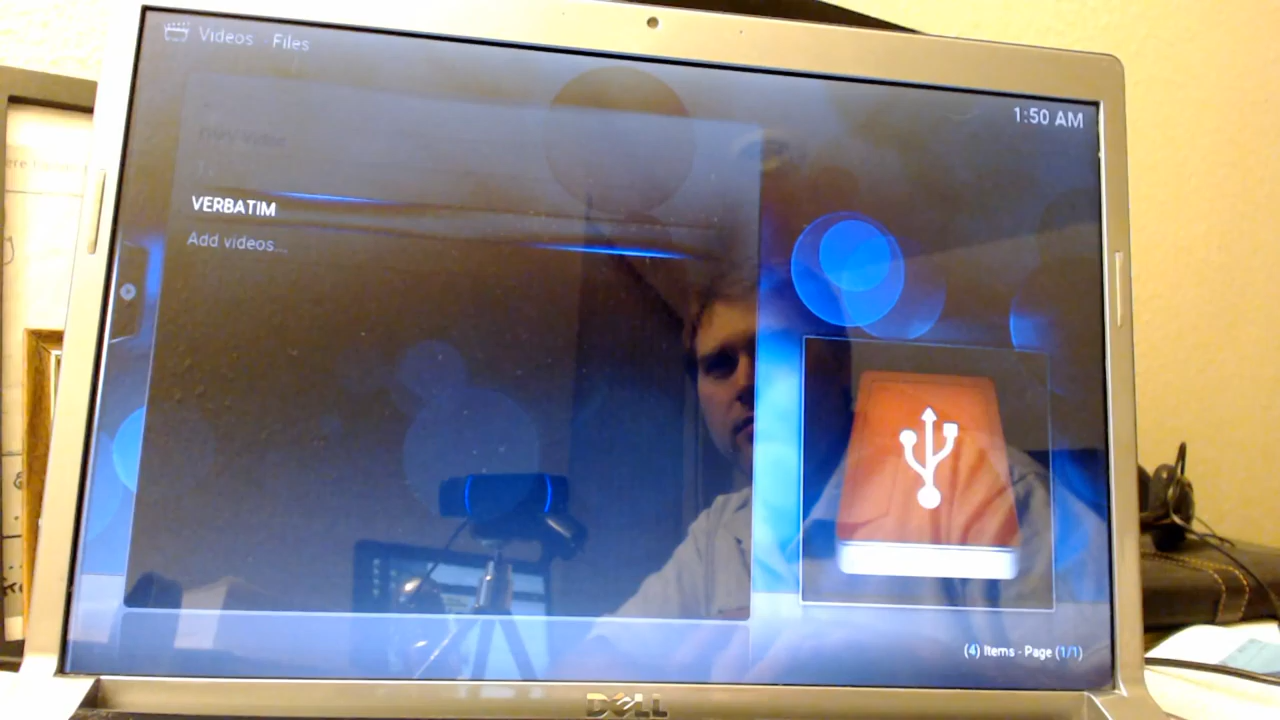 Videos Files
1:50 AM
VERBATIM
Add videos...
(4) Items - Page (1/1)
DELL